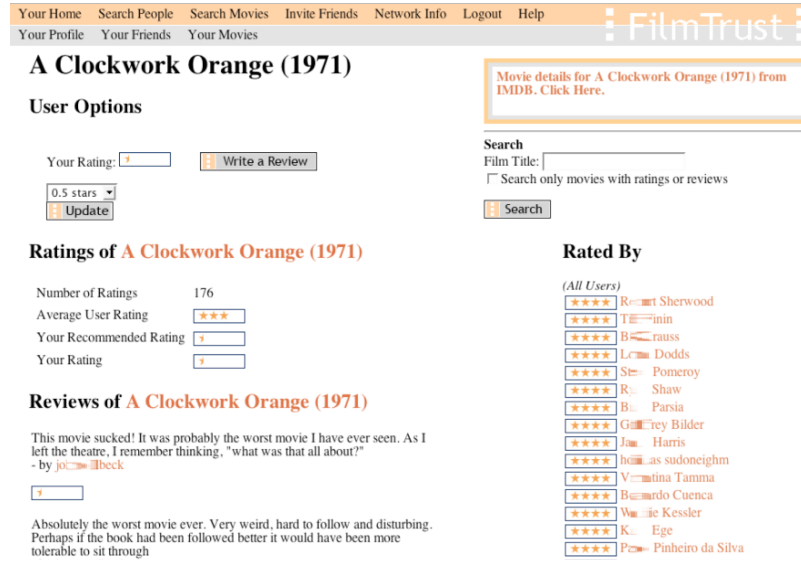 Your Home Search People Search Movies Invite Friends Network Info Logout Help
Your Profile Your Friends Your Movies
FilmTrust
A Clockwork Orange (1971)
Movie details for A Clockwork Orange (1971) from
IMDB. Click Here.
User Options
Your Rating:
Write a Review
0.5 stars
Update
Search
Film Title:
Search only movies with ratings or reviews
Search
Ratings of A Clockwork Orange (1971)
Number of Ratings 176
Average User Rating
Your Recommended Rating
Your Rating
Reviews of A Clockwork Orange (1971)
This movie sucked! It was probably the worst movie I have ever seen. As I
left the theatre, I remember thinking, "what was that all about?"
- by
Absolutely the worst movie ever. Very weird, hard to follow and disturbing.
Perhaps if the book had been followed better it would have been more
tolerable to sit through
Rated By
(All Users)
Sherwood
Dodds
Pomeroy
Shaw
Parsia
Bilder
Harris
sudoneighm
Tamma
Cuenca
Kessler
Ege
Pinheiro da Silva